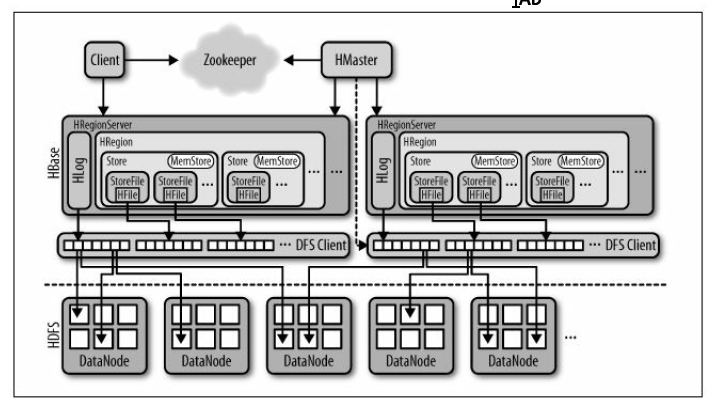 1AD
Client
Zookeeper
HMaster
HBase
HRegionServer
HLog
HRegion
Store
MemStore
StoreFile
HFile
StoreFile
HFile
...
Store
MemStore
StoreFile
HFile
...
...
...
HRegionServer
HLog
HRegion
Store
MemStore
StoreFile
HFile
StoreFile
HFile
...
Store
MemStore
StoreFile
HFile
...
...
...
... DFS Client
... DFS Client
HDFS
DataNode
DataNode
DataNode
DataNode
DataNode
...